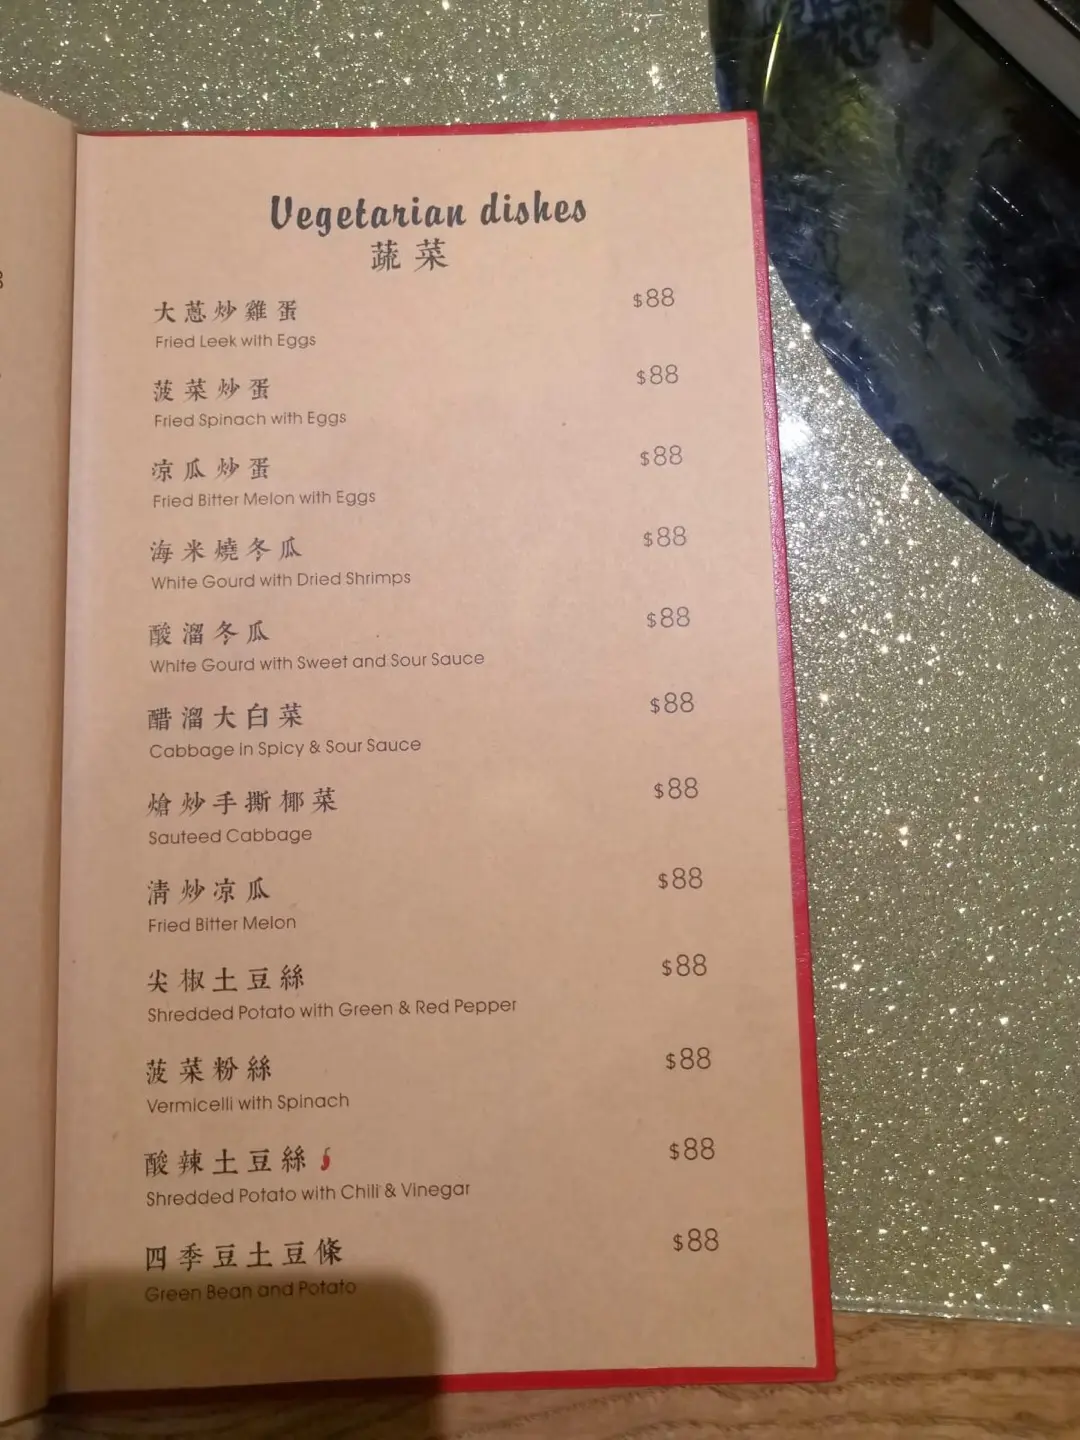 Vegetarian dishes
蔬菜
大蔥炒雞蛋 $88
Fried Leek with Eggs
菠菜炒蛋 $88
Fried Spinach with Eggs
凉瓜炒蛋 $88
Fried Bitter Melon with Eggs
海米燒冬瓜 $88
White Gourd with Dried Shrimps
酸溜冬瓜 $88
White Gourd with Sweet and Sour Sauce
醋溜大白菜 $88
Cabbage in Spicy & Sour Sauce
熗炒手撕椰菜 $88
Sauteed Cabbage
清炒凉瓜 $88
Fried Bitter Melon
尖椒土豆絲 $88
Shredded Potato with Green & Red Pepper
菠菜粉絲 $88
Vermicelli with Spinach
酸辣土豆絲 $88
Shredded Potato with Chili & Vinegar
四季豆土豆條 $88
Green Bean and Potato